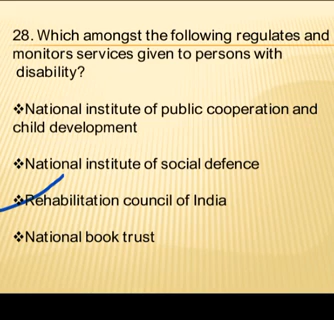 28. Which amongst the following regulates and
monitors services given to persons with
disability?
❖National institute of public cooperation and
child development
❖National institute of social defence
❖Rehabilitation council of India
❖National book trust